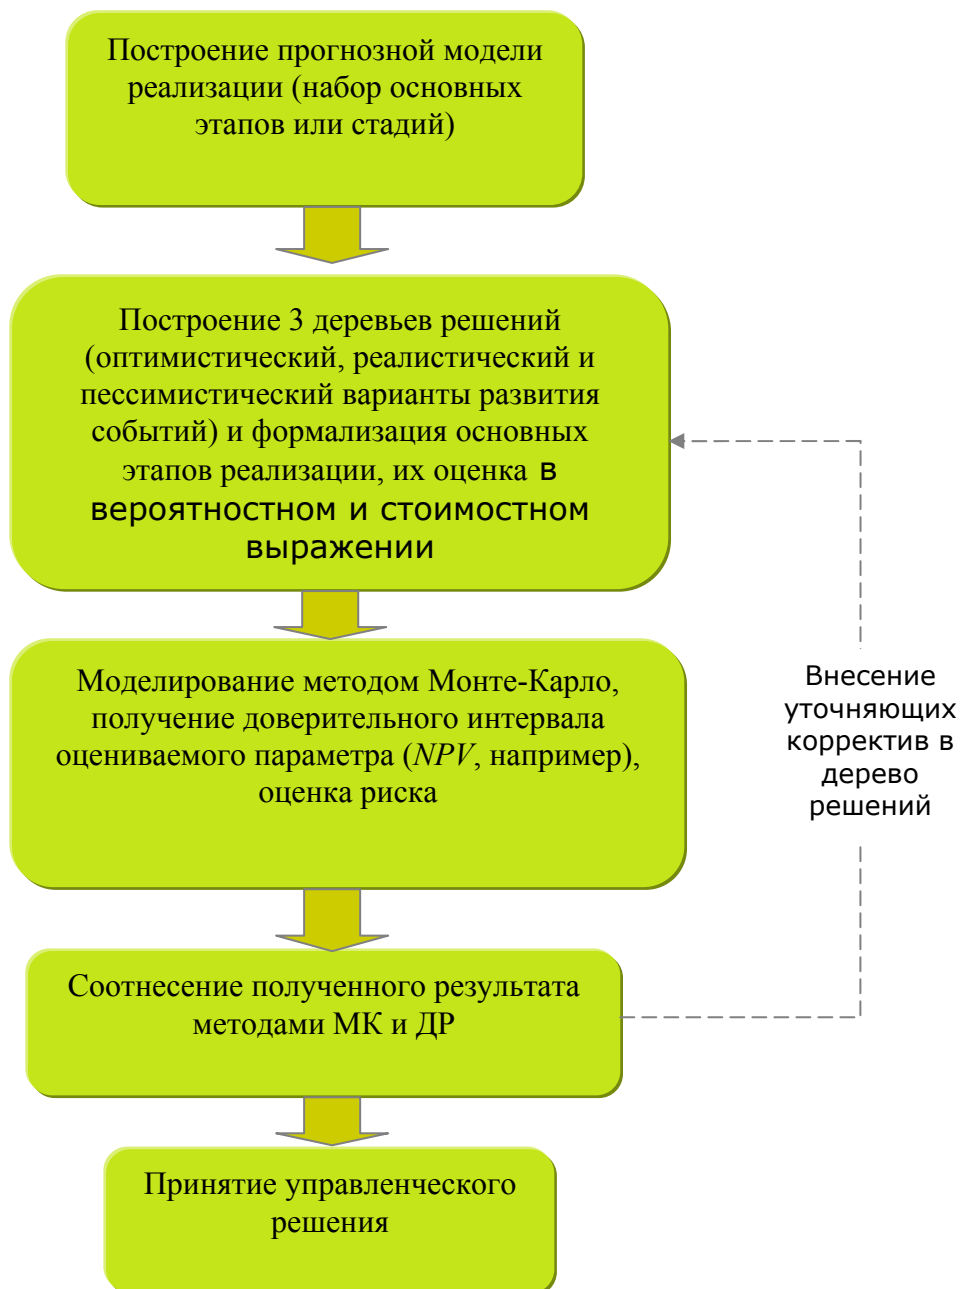 Построение прогнозной модели
реализации (набор основных
этапов или стадий)
Построение 3 деревьев решений
(оптимистический, реалистический и
пессимистический варианты развития
событий) и формализация основных
этапов реализации, их оценка в
вероятностном и стоимостном
выражении
Моделирование методом Монте-Карло,
получение доверительного интервала
оцениваемого параметра (NPV, например),
оценка риска
Внесение
уточняющих
корректив в
дерево
решений
Соотнесение полученного результата
методами МК и ДР
Принятие управленческого
решения